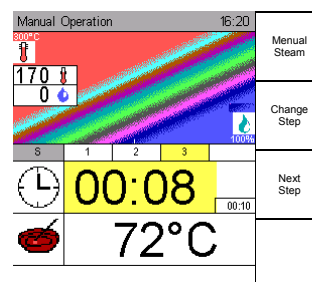 Manual Operation 16:20
300°C
170
0
100%
S 1 2 3
00:08
00:10
72°C
Menual
Steam
Change
Step
Next
Step